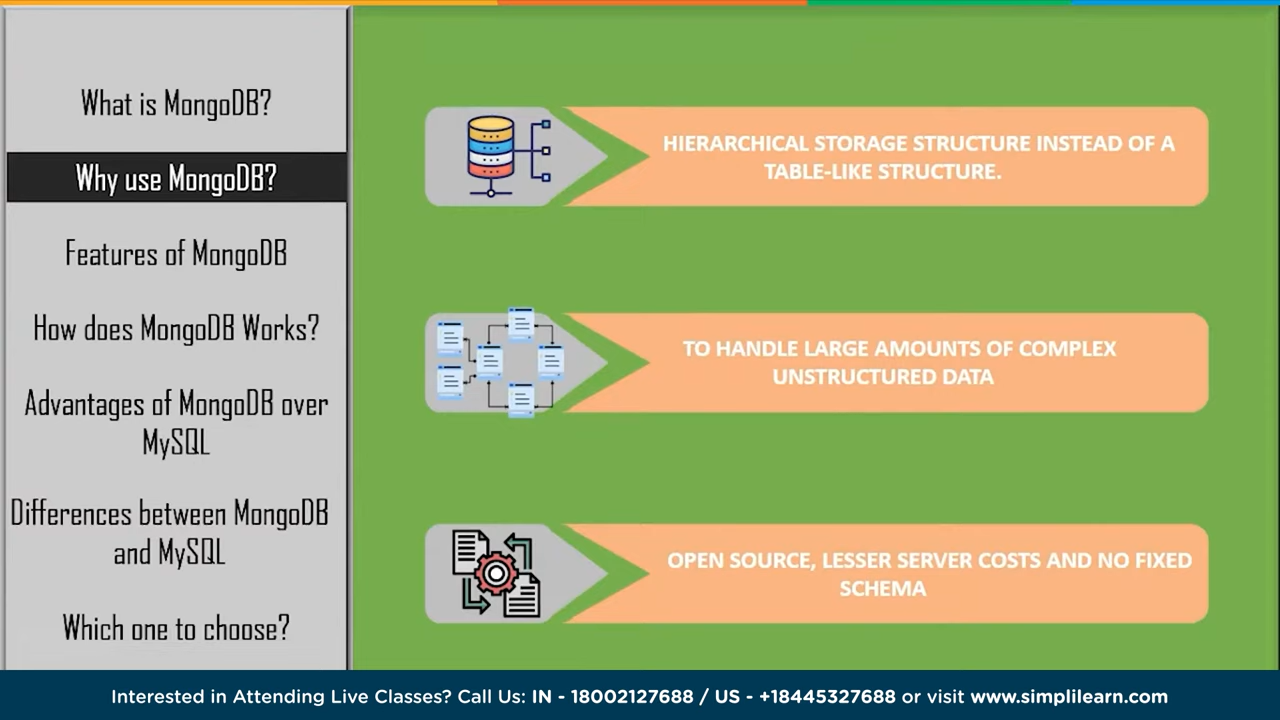 What is MongoDB?
Why use MongoDB?
Features of MongoDB
How does MongoDB Works?
Advantages of MongoDB over
MySQL
Differences between MongoDB
and MySQL
Which one to choose?
HIERARCHICAL STORAGE STRUCTURE INSTEAD OF A
TABLE-LIKE STRUCTURE.
TO HANDLE LARGE AMOUNTS OF COMPLEX
UNSTRUCTURED DATA
OPEN SOURCE, LESSER SERVER COSTS AND NO FIXED
SCHEMA
Interested in Attending Live Classes? Call Us: IN - 18002127688 / US - +18445327688 or visit www.simplilearn.com